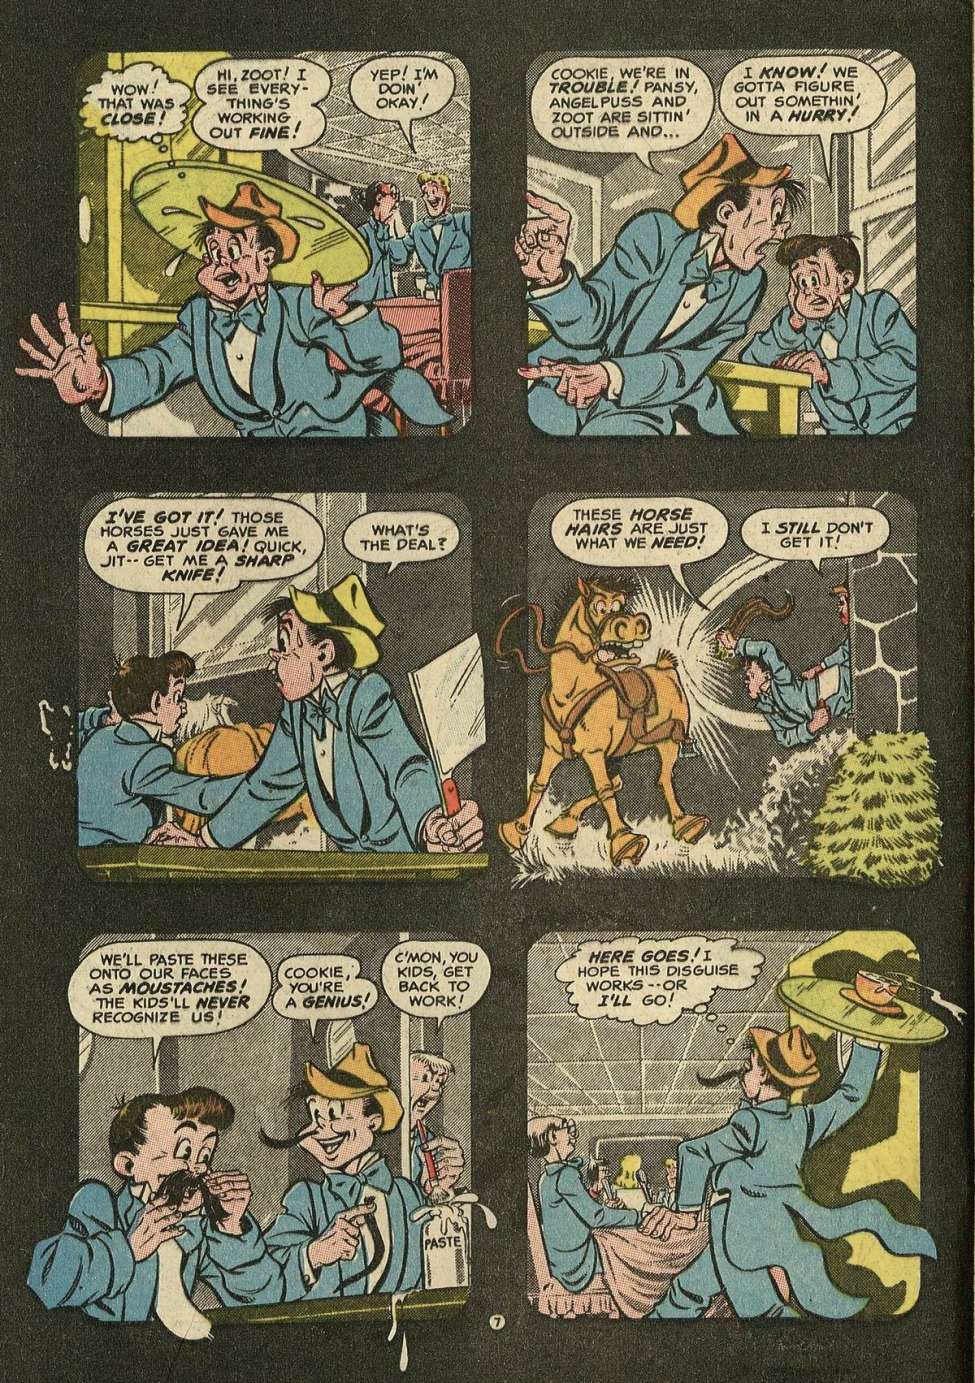 WOW!
THAT WAS
CLOSE!
HI, ZOOT! I
SEE EVERY-
THING'S
WORKING
OUT FINE!
YEP! I'M
DOIN'
OKAY!
COOKIE, WE'RE IN
TROUBLE! PANSY,
ANGELPUSS AND
ZOOT ARE SITTIN'
OUTSIDE AND...
I KNOW! WE
GOTTA FIGURE
OUT SOMETHIN',
IN A HURRY!
I'VE GOT IT! THOSE
HORSES JUST GAVE ME
A GREAT IDEA! QUICK,
JIT-- GET ME A SHARP
KNIFE!
WHAT'S
THE DEAL?
THESE HORSE
HAIRS ARE JUST
WHAT WE NEED!
I STILL DON'T
GET IT!
WE'LL PASTE THESE
ONTO OUR FACES
AS MOUSTACHES!
THE KIDS'LL NEVER
RECOGNIZE US!
COOKIE,
YOU'RE
A GENIUS!
C'MON, YOU
KIDS, GET
BACK TO
WORK!
PASTE
HERE GOES! I
HOPE THIS DISGUISE
WORKS--OR
I'LL GO!
7